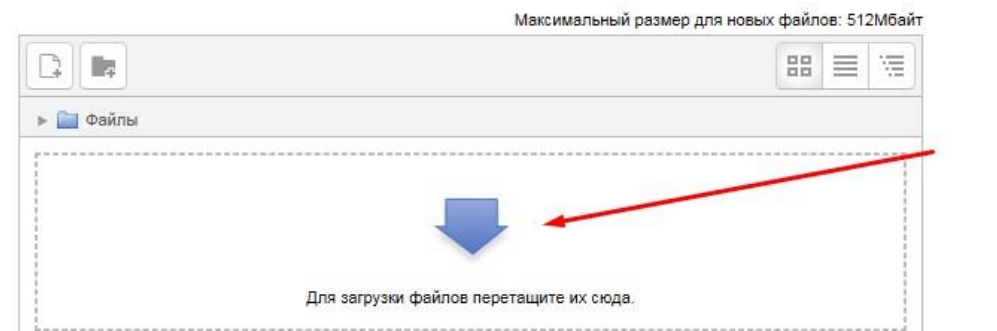 Максимальный размер для новых файлов: 512Мбайт
Файлы
Для загрузки файлов перетащите их сюда.